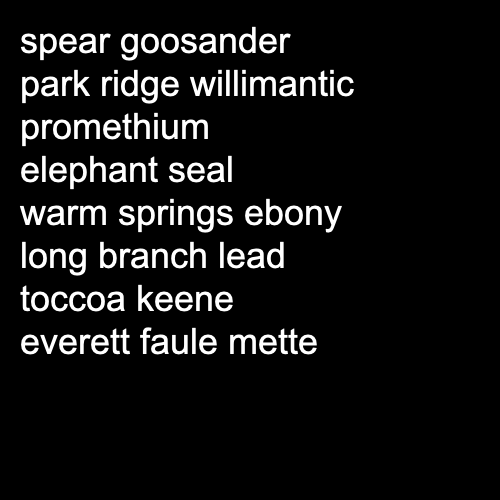 spear goosander
park ridge willimantic
promethium
elephant seal
warm springs ebony
long branch lead
toccoa keene
everett faule mette